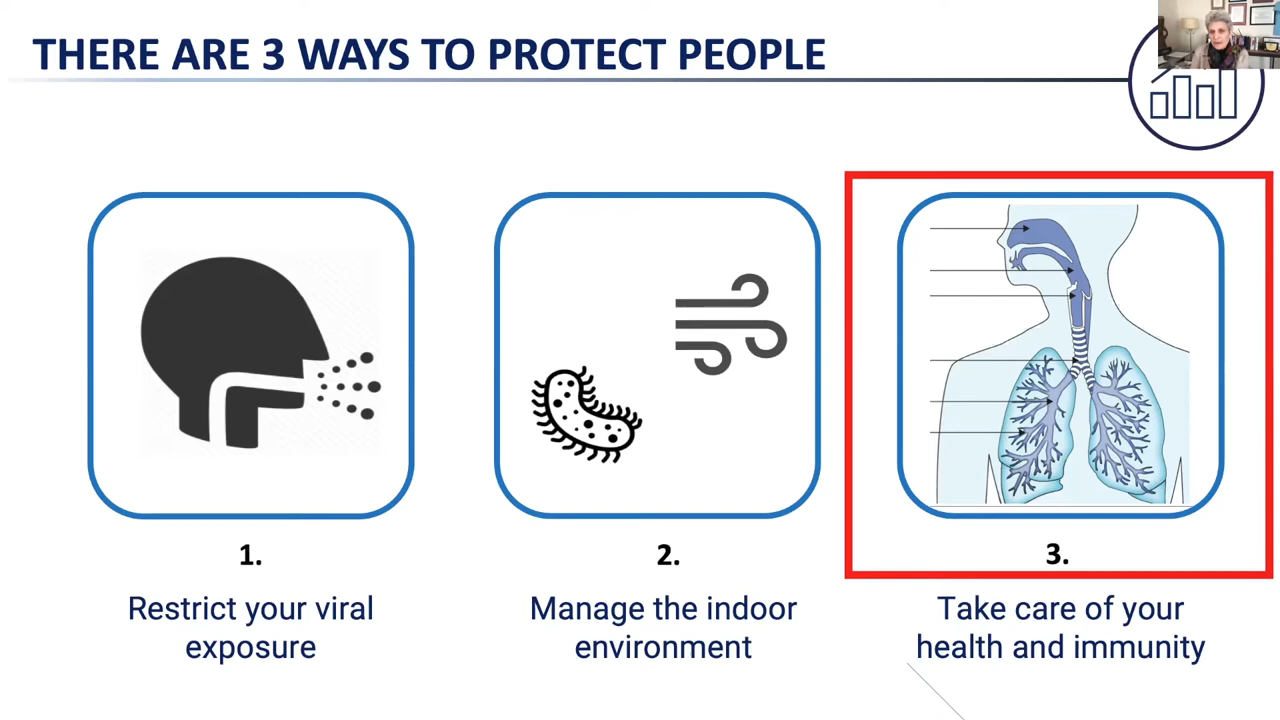 THERE ARE 3 WAYS TO PROTECT PEOPLE
1.
Restrict your viral
exposure
2.
Manage the indoor
environment
3.
Take care of your
health and immunity